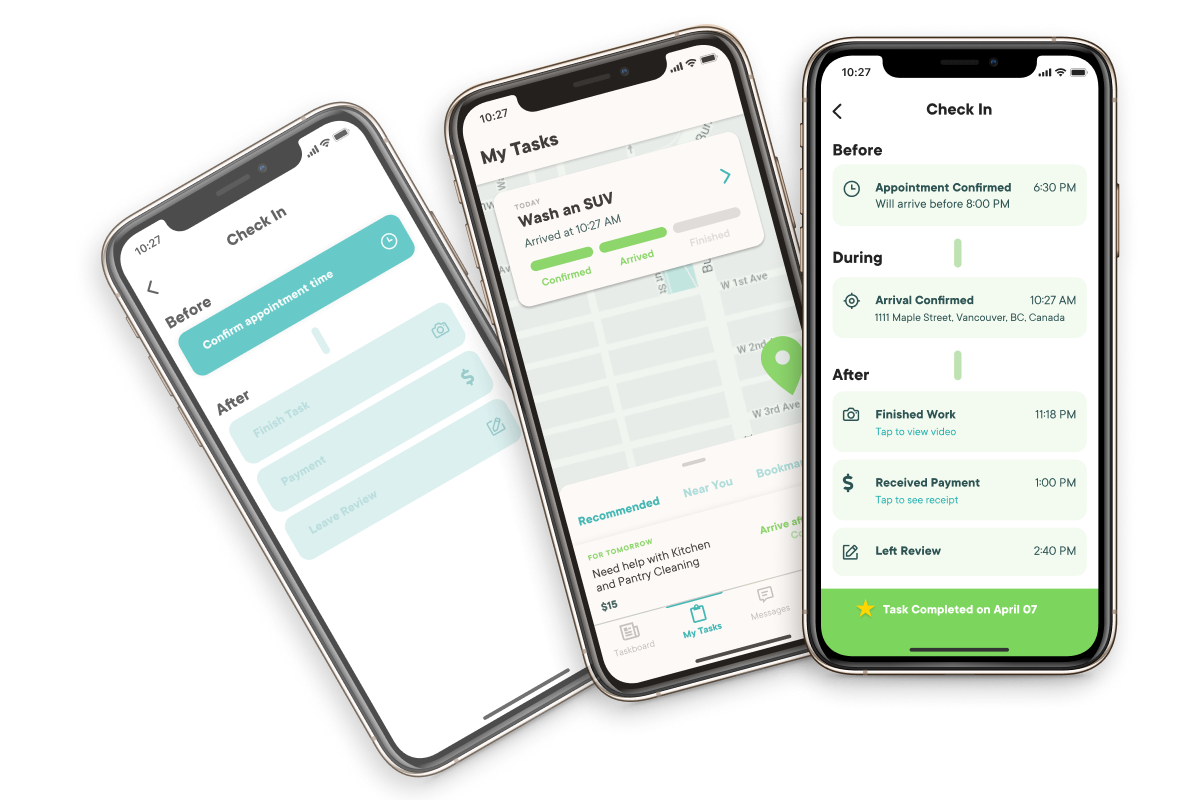 10:27
Check In
Before
Confirm appointment time
After
Finish Task
Payment
Leave Review
10:27
My Tasks
TODAY
Wash an SUV
Arrived at 10:27 AM
Confirmed
Arrived
Finished
W 1st Ave
W 2nd
W 3rd Ave
Recommended
Near You
Bookmar
FOR TOMORROW
Need help with Kitchen
and Pantry Cleaning
$15
Arrive aft
Co
Taskboard
My Tasks
Messages
10:27
Check In
Before
Appointment Confirmed 6:30 PM
Will arrive before 8:00 PM
During
Arrival Confirmed 10:27 AM
1111 Maple Street, Vancouver, BC, Canada
After
Finished Work 11:18 PM
Tap to view video
Received Payment 1:00 PM
Tap to see receipt
Left Review 2:40 PM
Task Completed on April 07